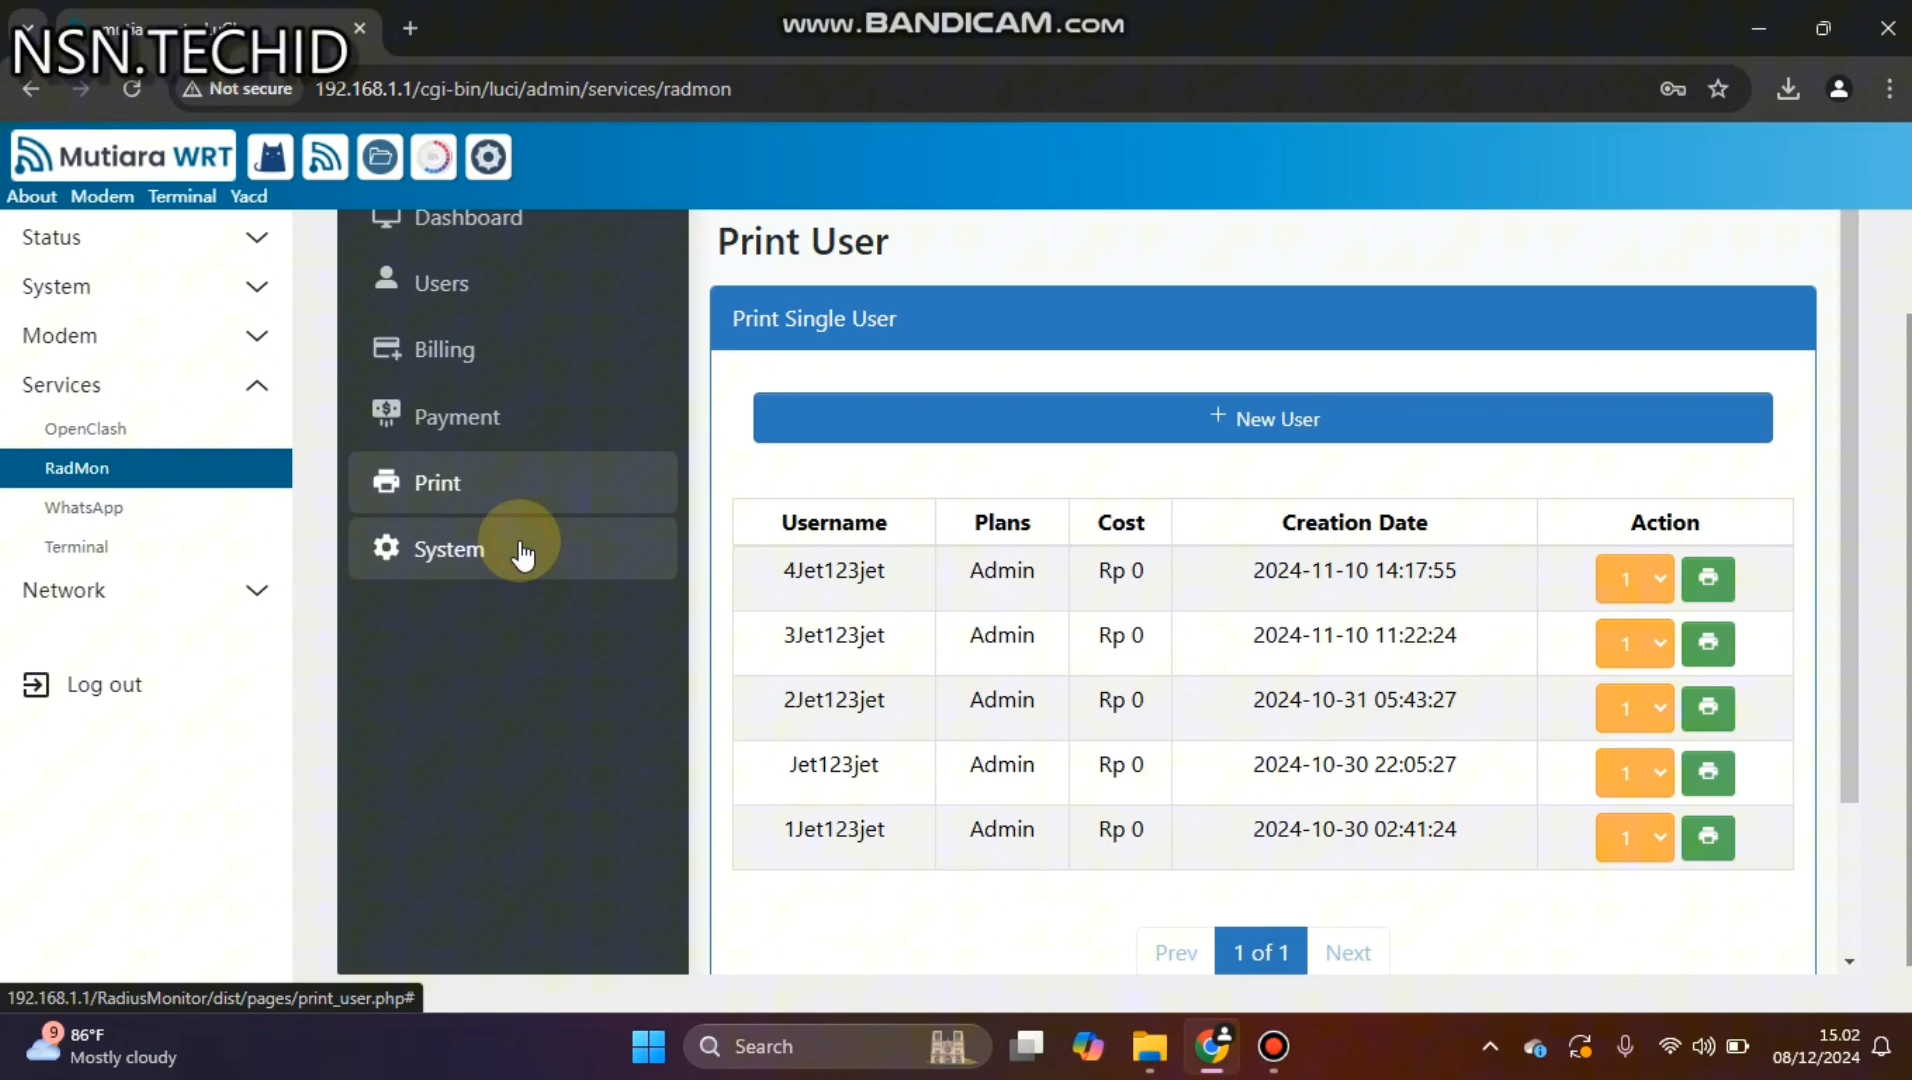 www.BANDICAM.com
NSN.TECHID
Not secure
192.168.1.1/cgi-bin/luci/admin/services/radmon
Mutiara WRT
About Modem Terminal Yacd
Status
System
Modem
Services
OpenClash
RadMon
WhatsApp
Terminal
Network
Log out
Dashboard
Users
Billing
Payment
Print
System
Print User
Print Single User
+ New User
Username Plans Cost Creation Date Action
4Jet123jet Admin Rp 0 2024-11-10 14:17:55 1
3Jet123jet Admin Rp 0 2024-11-10 11:22:24 1
2Jet123jet Admin Rp 0 2024-10-31 05:43:27 1
Jet123jet Admin Rp 0 2024-10-30 22:05:27 1
1Jet123jet Admin Rp 0 2024-10-30 02:41:24 1
Prev 1 of 1 Next
192.168.1.1/RadiusMonitor/dist/pages/print_user.php#
9
86°F
Mostly cloudy
Search
15.02
08/12/2024